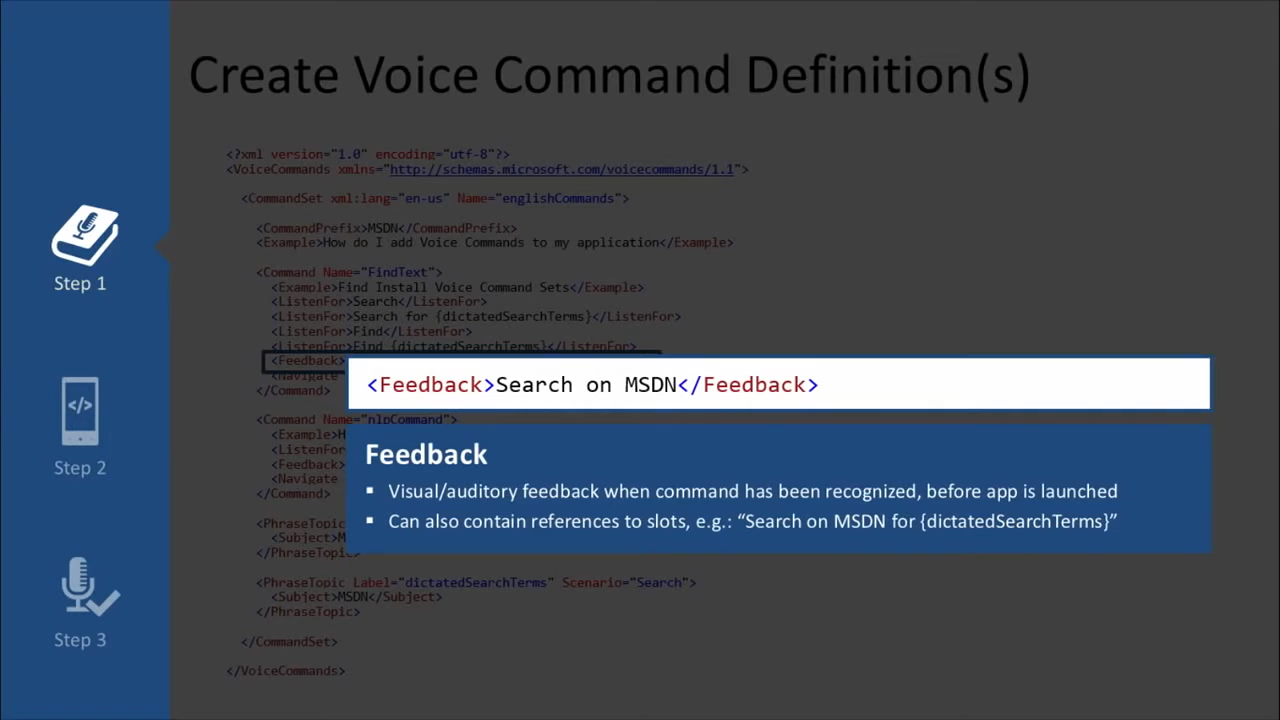 Create Voice Command Definition(s)
<?xml version="1.0" encoding="utf-8"?>
<VoiceCommands xmlns="http://schemas.microsoft.com/voicecommands/1.1">
<CommandSet xml:lang="en-us" Name="englishCommands">
<CommandPrefix>MSDN</CommandPrefix>
<Example>How do I add Voice Commands to my application</Example>
<Command Name="FindText">
<Example>Find Install Voice Command Sets</Example>
<ListenFor>Search</ListenFor>
<ListenFor>Search for {dictatedSearchTerms}</ListenFor>
<ListenFor>Find</ListenFor>
<ListenFor>Find {dictatedSearchTerms}</ListenFor>
<Feedback>
<Feedback>Search on MSDN</Feedback>
<Navigate
</Command>
<Command Name="nlpCommand">
<Example>H
<ListenFor
<Feedback>
<Navigate
</Command>
Feedback
▪ Visual/auditory feedback when command has been recognized, before app is launched
▪ Can also contain references to slots, e.g.: “Search on MSDN for {dictatedSearchTerms}”
<PhraseTopic
<Subject>M
</PhraseTopic>
<PhraseTopic Label="dictatedSearchTerms" Scenario="Search">
<Subject>MSDN</Subject>
</PhraseTopic>
</CommandSet>
</VoiceCommands>
Step 1
</>
Step 2
Step 3